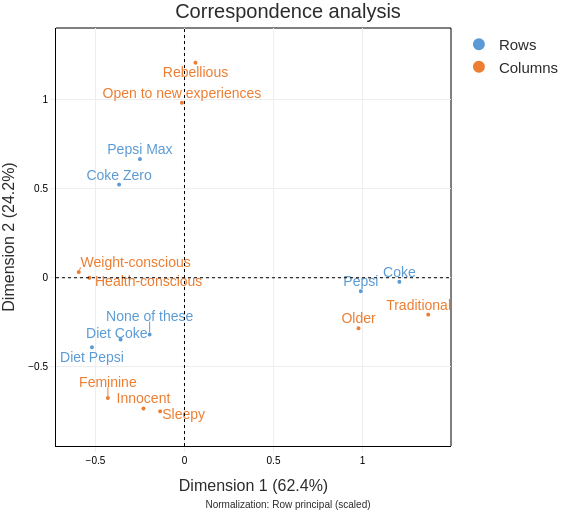 Correspondence analysis
Rows
Columns
Rebellious
Open to new experiences
Pepsi Max
Coke Zero
Weight-conscious
Health-conscious
Coke
Pepsi
Traditional
Older
None of these
Diet Coke
Diet Pepsi
Feminine
Innocent
Sleepy
1
0.5
0
−0.5
Dimension 2 (24.2%)
−0.5
0
0.5
1
Dimension 1 (62.4%)
Normalization: Row principal (scaled)